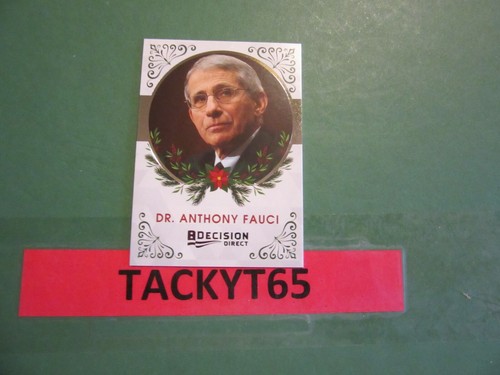 DR. ANTHONY FAUCI
DECISION
DIRECT
TACKYT65